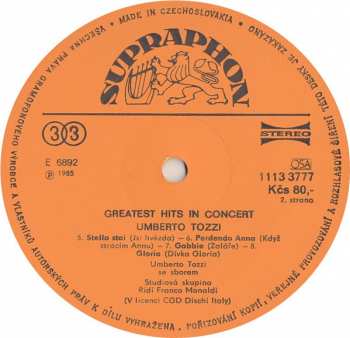 MADE IN CZECHOSLOVAKIA
VŠECHNA PRÁVA GRAMOFONOVÉHO VÝROBCE A VLASTNÍKŮ AUTORSKÝCH PRÁV K DÍLU VYHRAŽENA. POŘIZOVÁNÍ KOPIÍ, VEŘEJNÉ PROVOZOVÁNÍ A ROZHLASOVÉ ŠÍŘENÍ TÉTO DESKY JE ZAKÁZÁNO
SUPRAPHON
33
STEREO
E 6892
℗ 1985
OSA
1113 3777
Kčs 80,-
2. strana
GREATEST HITS IN CONCERT
UMBERTO TOZZI
5. Stella stai (Jsi hvězda) – 6. Perdendo Anna (Když
ztrácím Annu) – 7. Gabbie (Žaláře) – 8.
Gloria (Dívka Gloria)
Umberto Tozzi
se sborem
Studiová skupina
Řídí Franco Monaldi
(V licenci CGD Dischi Italy)